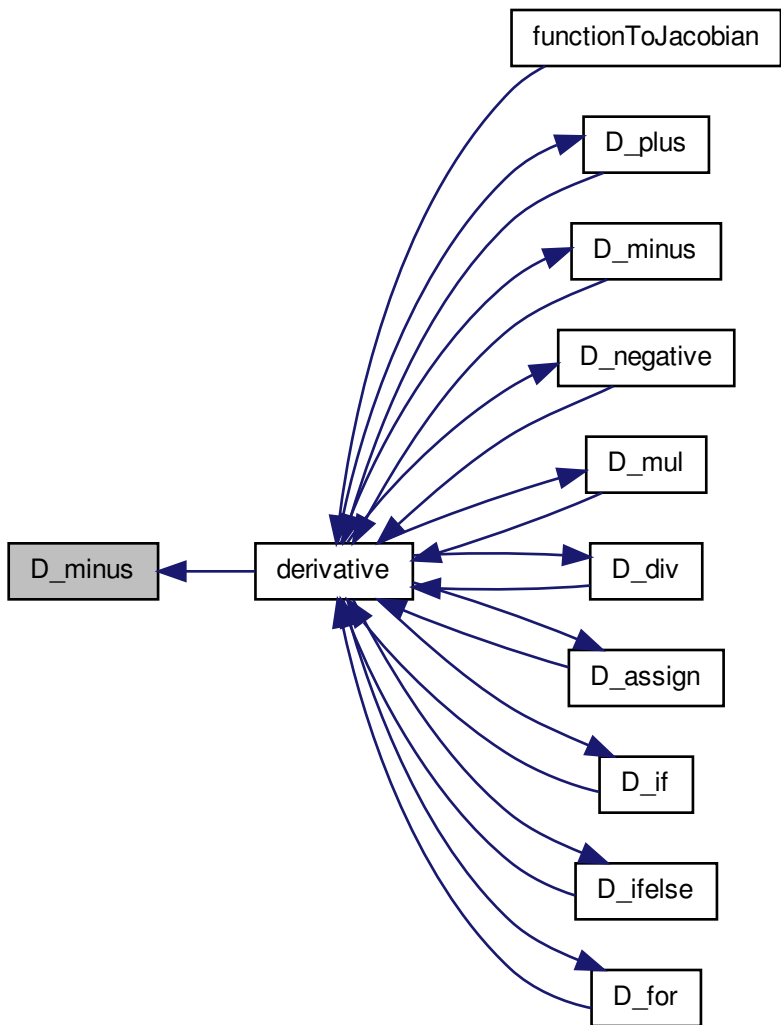 functionToJacobian
D_plus
D_minus
D_negative
D_mul
D_minus
derivative
D_div
D_assign
D_if
D_ifelse
D_for